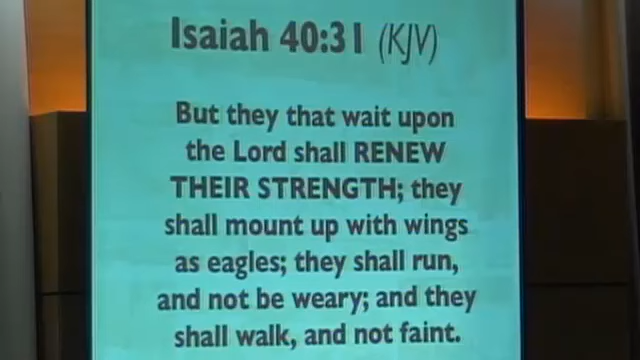 Isaiah 40:31 (KJV)
But they that wait upon
the Lord shall RENEW
THEIR STRENGTH; they
shall mount up with wings
as eagles; they shall run,
and not be weary; and they
shall walk, and not faint.